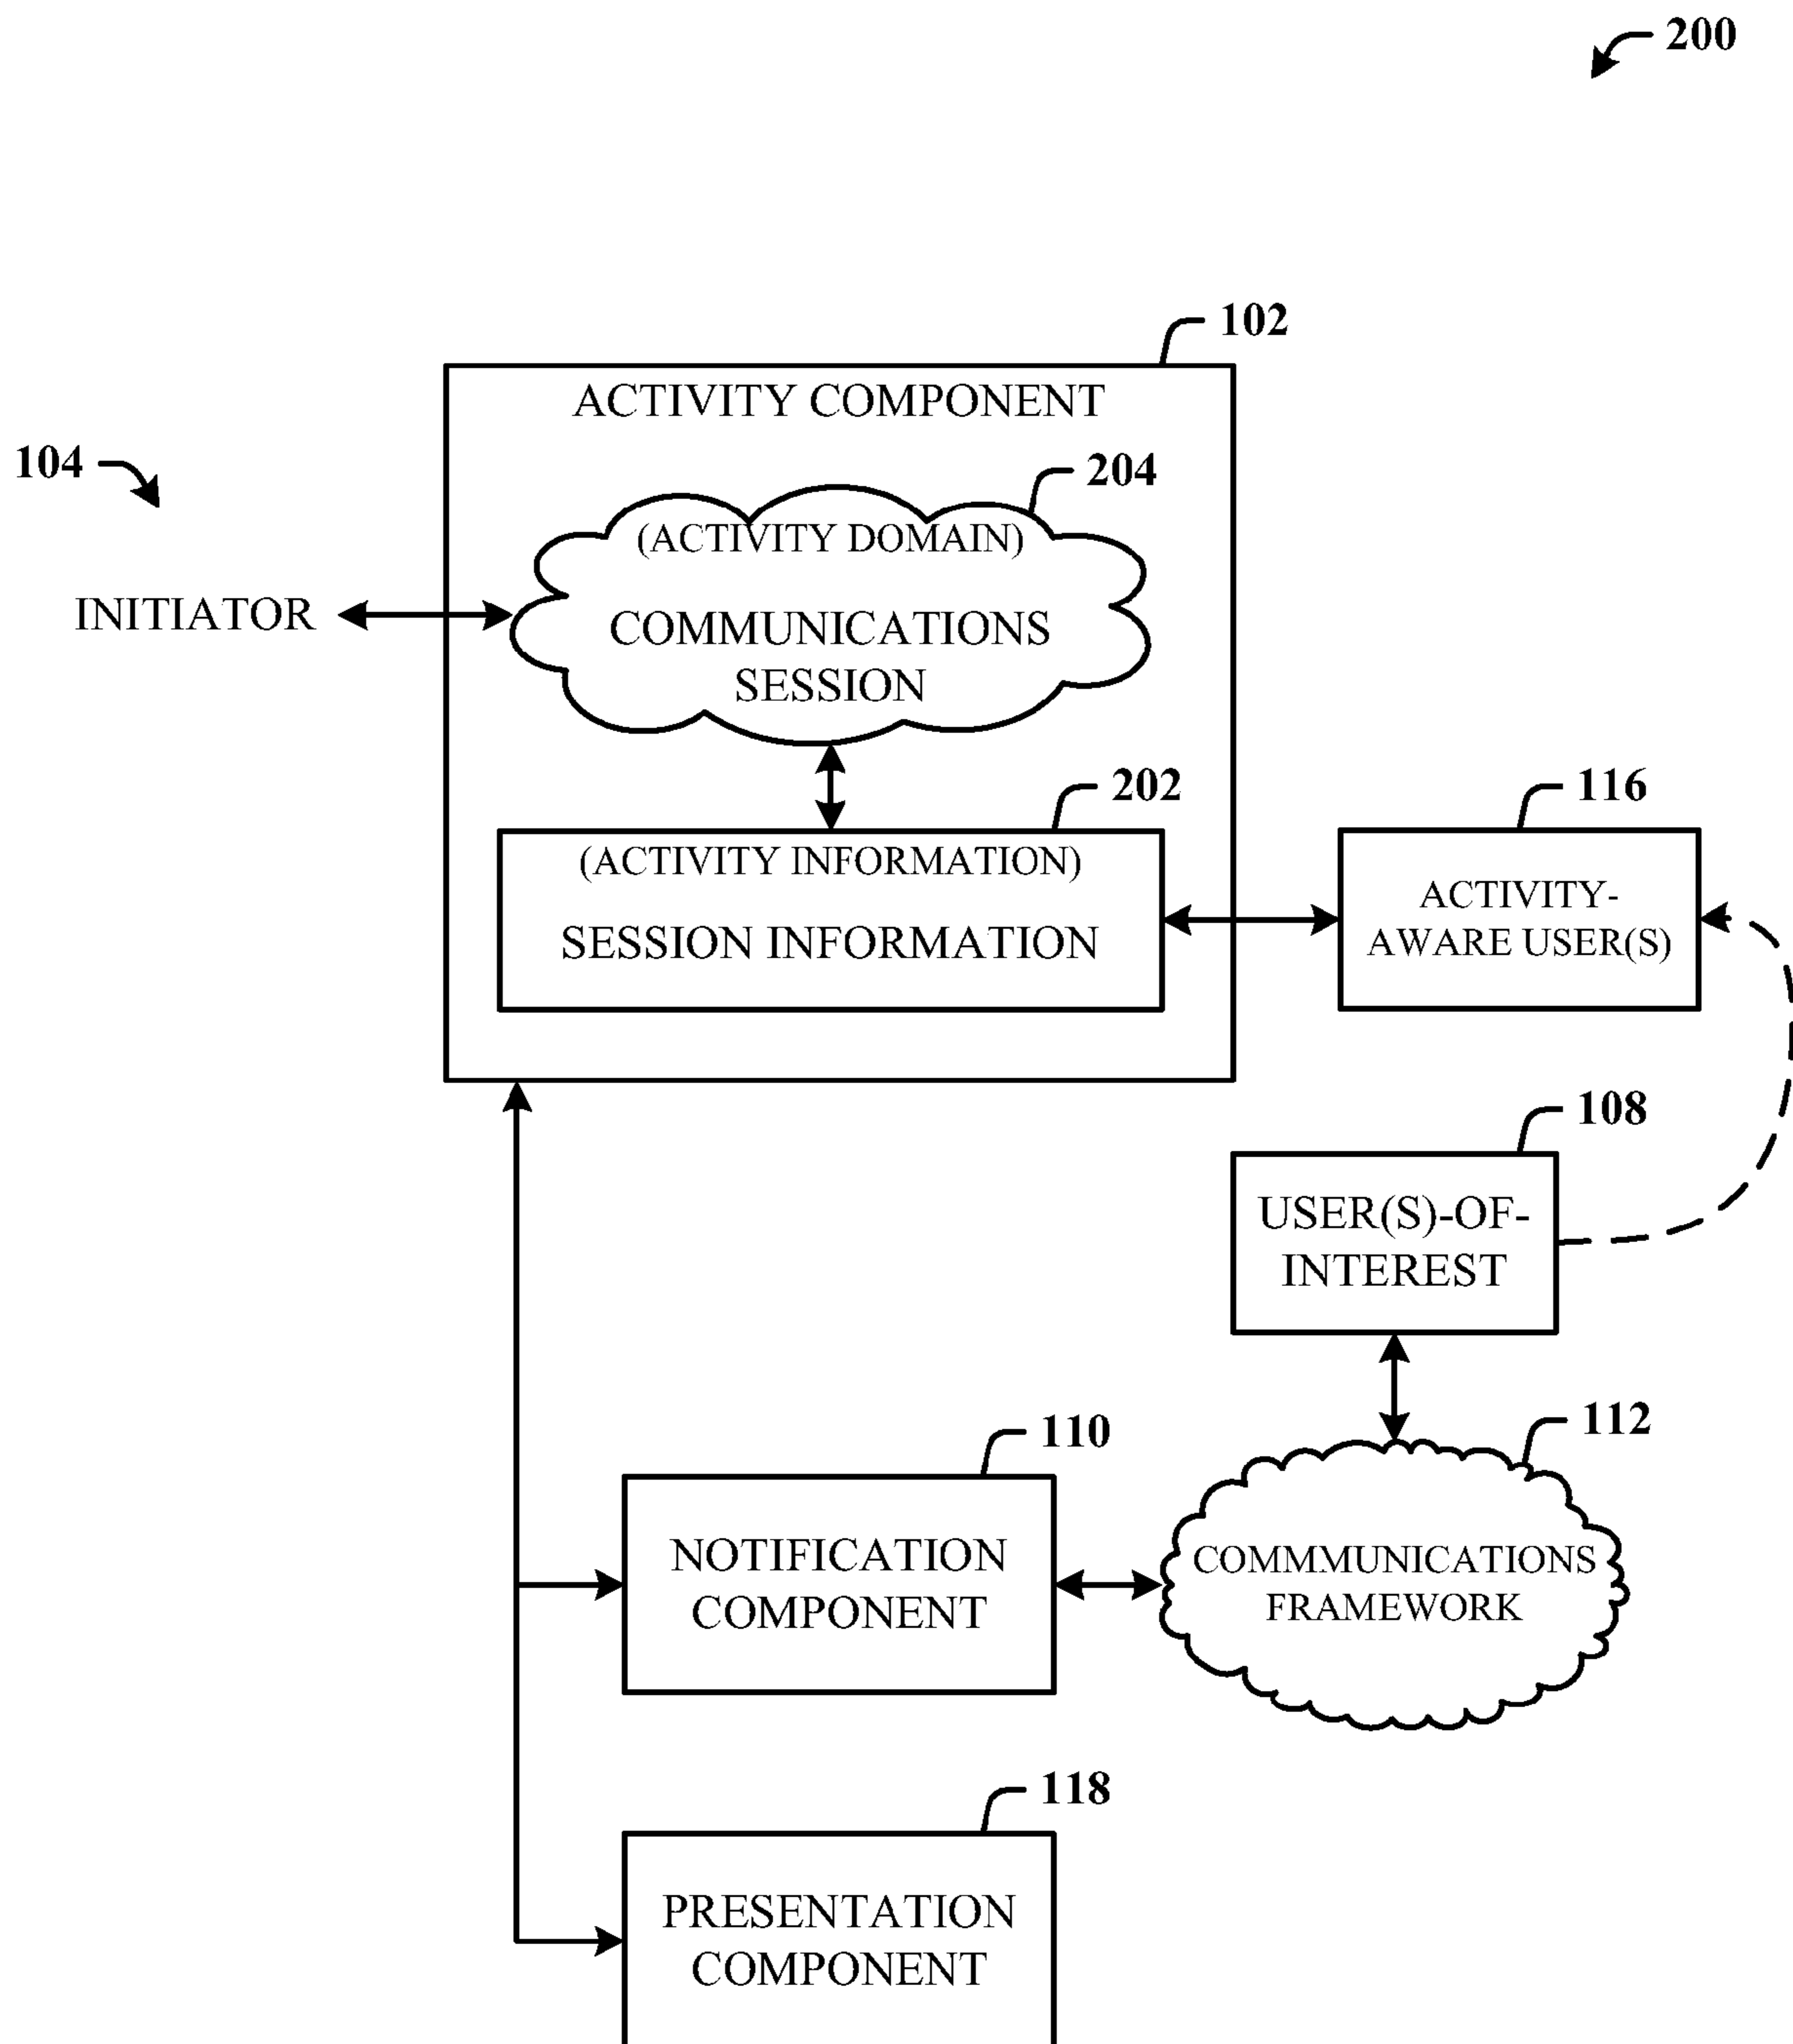 200
102
ACTIVITY COMPONENT
104
204
(ACTIVITY DOMAIN)
INITIATOR
COMMUNICATIONS
SESSION
202
116
(ACTIVITY INFORMATION)
SESSION INFORMATION
ACTIVITY-
AWARE USER(S)
108
USER(S)-OF-
INTEREST
110
112
NOTIFICATION
COMPONENT
COMMMUNICATIONS
FRAMEWORK
118
PRESENTATION
COMPONENT